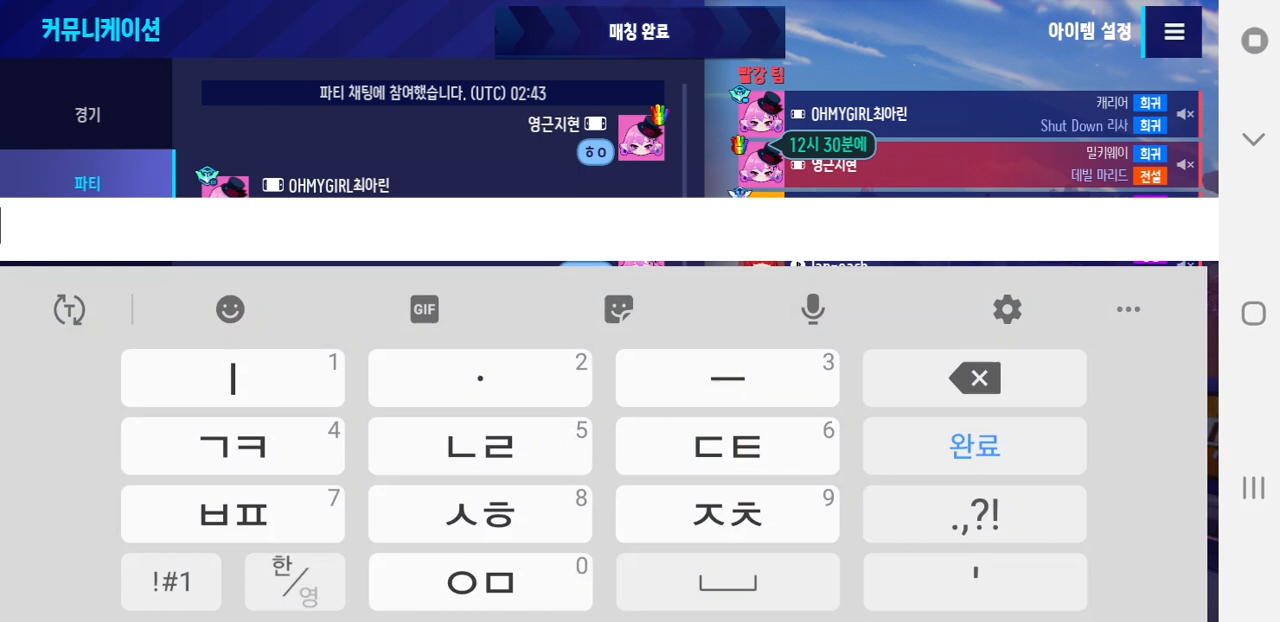 커뮤니케이션
매칭 완료
아이템 설정
경기
파티
파티 채팅에 참여했습니다. (UTC) 02:43
영근지현
ㅎㅇ
OHMYGIRL최아린
빨강 팀
OHMYGIRL최아린
캐리어 희귀
Shut Down 리사 희귀
12시 30분에
영근지현
밀키웨이 희귀
데빌 마리드 전설
GIF
ㅣ 1
· 2
ㅡ 3
ㄱㅋ 4
ㄴㄹ 5
ㄷㅌ 6
완료
ㅂㅍ 7
ㅅㅎ 8
ㅈㅊ 9
.,?!
!#1
한/영
ㅇㅁ 0
'